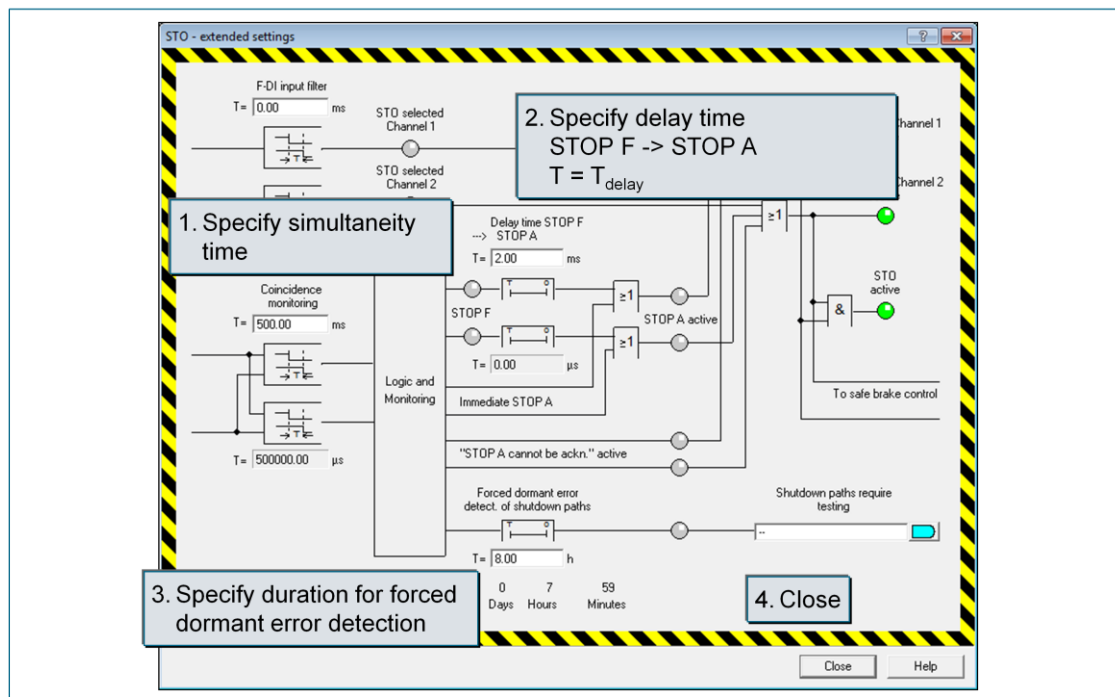 STO - extended settings
F-DI input filter
T= 0.00 ms
STO selected
Channel 1
STO selected
Channel 2
2. Specify delay time
STOP F -> STOP A
T = Tdelay
Channel 1
Channel 2
1. Specify simultaneity
time
Delay time STOP F
---> STOP A
T= 2.00 ms
≥1
Coincidence
monitoring
T= 500.00 ms
STOP F
≥1
STOP A active
≥1
T= 0.00 µs
STO
active
&
Logic and
Monitoring
Immediate STOP A
To safe brake control
"STOP A cannot be ackn." active
T= 500000.00 µs
Forced dormant error
detect. of shutdown paths
T= 8.00 h
Shutdown paths require
testing
--
3. Specify duration for forced
dormant error detection
0 7 59
Days Hours Minutes
4. Close
Close Help